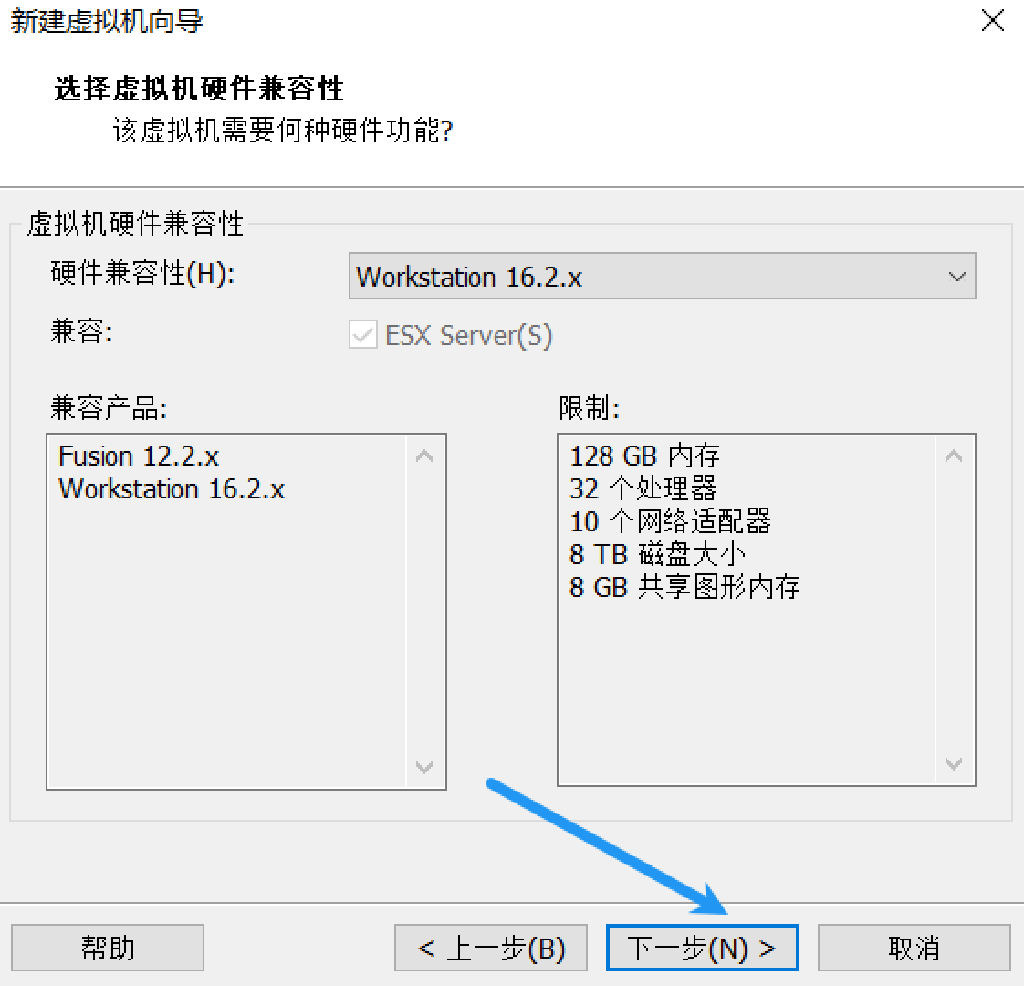 新建虚拟机向导
选择虚拟机硬件兼容性
该虚拟机需要何种硬件功能?
虚拟机硬件兼容性
硬件兼容性(H):
Workstation 16.2.x
兼容:
ESX Server(S)
兼容产品:
Fusion 12.2.x
Workstation 16.2.x
限制:
128 GB 内存
32 个处理器
10 个网络适配器
8 TB 磁盘大小
8 GB 共享图形内存
帮助
< 上一步(B)
下一步(N) >
取消